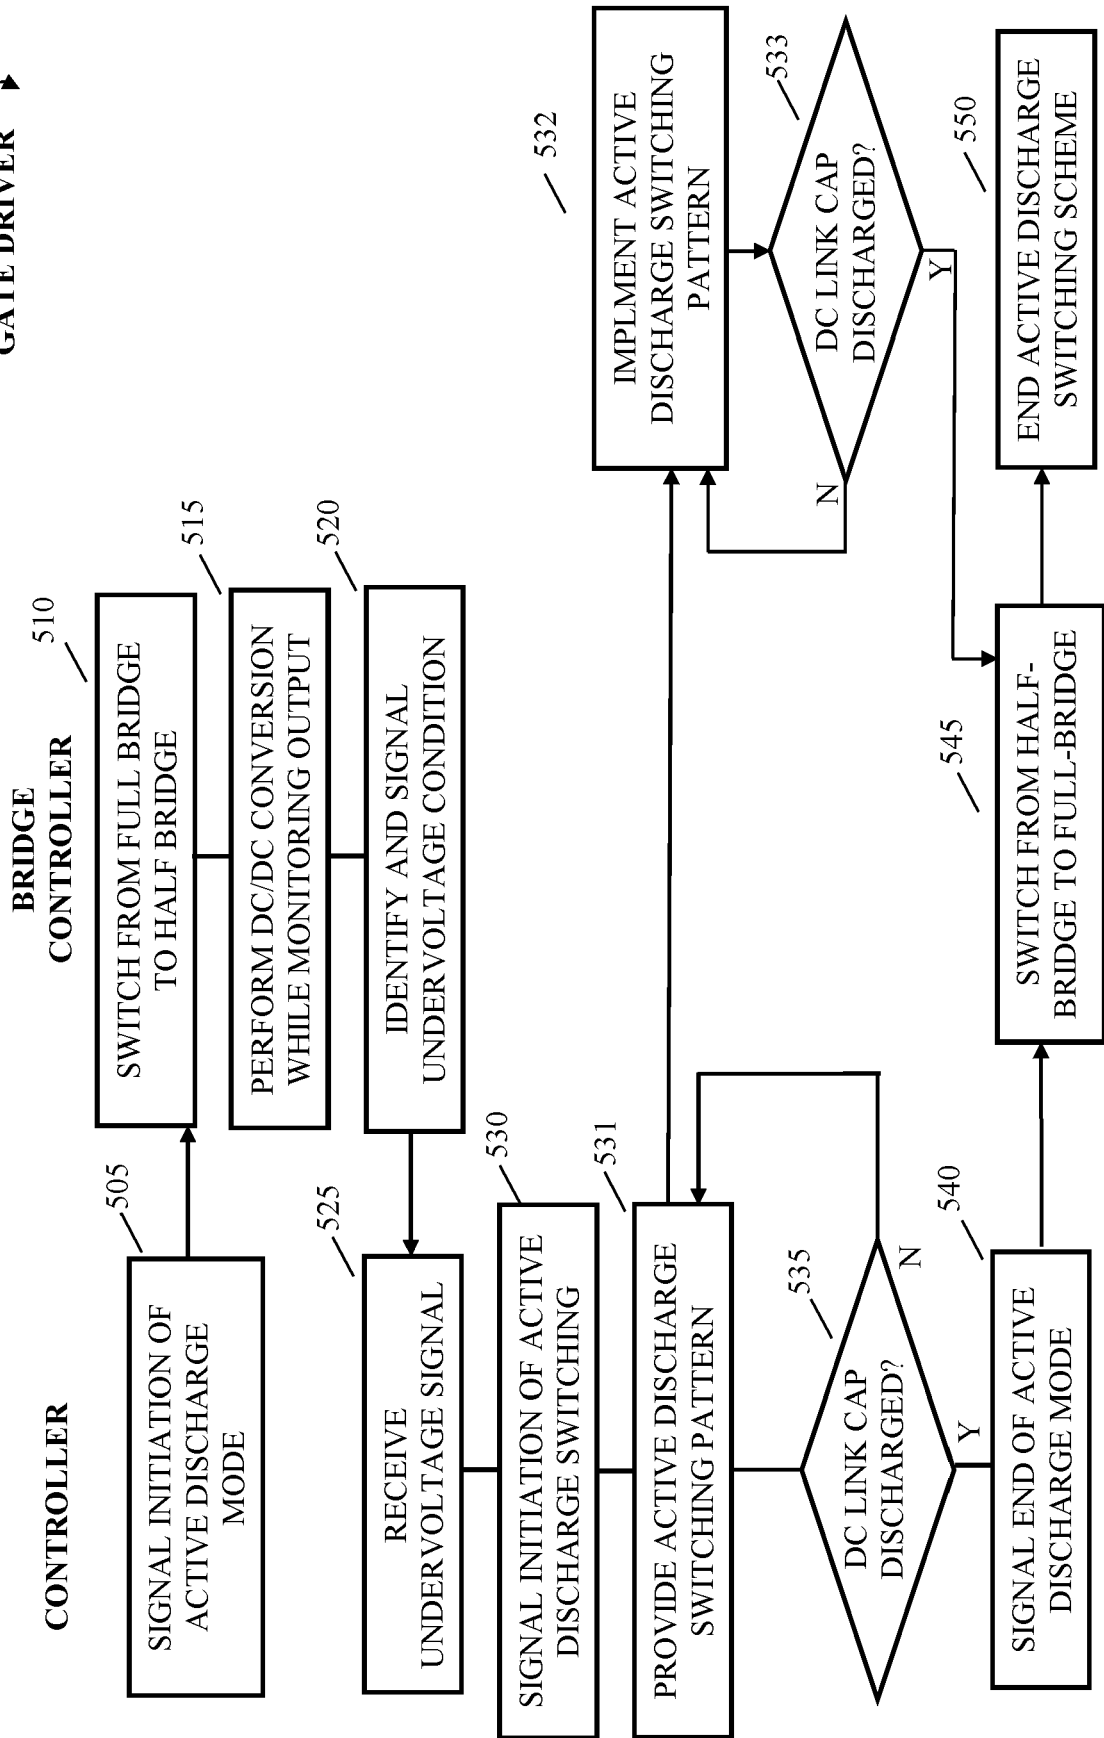 CONTROLLER
BRIDGE
CONTROLLER
GATE DRIVER
505
SIGNAL INITIATION OF
ACTIVE DISCHARGE
MODE
510
SWITCH FROM FULL BRIDGE
TO HALF BRIDGE
515
PERFORM DC/DC CONVERSION
WHILE MONITORING OUTPUT
520
IDENTIFY AND SIGNAL
UNDERVOLTAGE CONDITION
525
RECEIVE
UNDERVOLTAGE SIGNAL
530
SIGNAL INITIATION OF ACTIVE
DISCHARGE SWITCHING
531
PROVIDE ACTIVE DISCHARGE
SWITCHING PATTERN
532
IMPLMENT ACTIVE
DISCHARGE SWITCHING
PATTERN
533
DC LINK CAP
DISCHARGED?
N
Y
535
DC LINK CAP
DISCHARGED?
N
Y
540
SIGNAL END OF ACTIVE
DISCHARGE MODE
545
SWITCH FROM HALF-
BRIDGE TO FULL-BRIDGE
550
END ACTIVE DISCHARGE
SWITCHING SCHEME